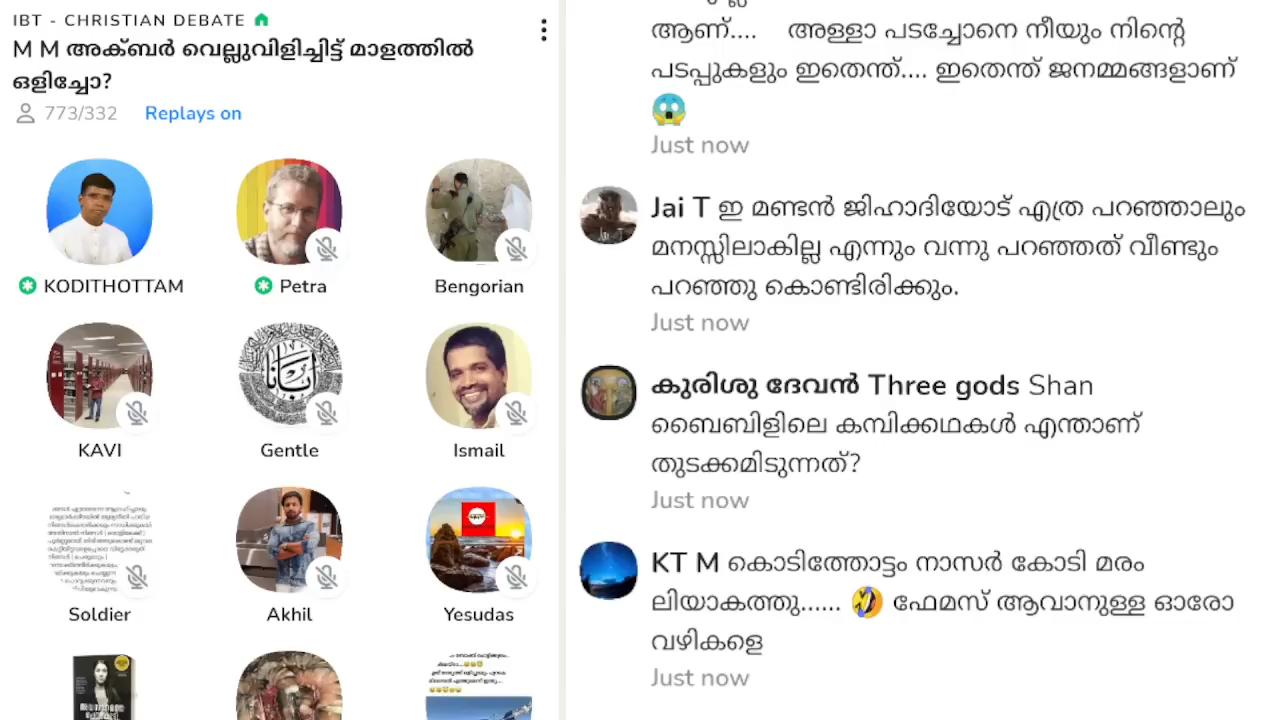 IBT - CHRISTIAN DEBATE
M M അക്ബർ വെല്ലുവിളിച്ചിട്ട് മാളത്തിൽ
ഒളിച്ചോ?
773/332 Replays on
KODITHOTTAM
Petra
Bengorian
KAVI
Gentle
Ismail
Soldier
Akhil
Yesudas
ആണ്.... അള്ളാ പടച്ചോനെ നീയും നിന്റെ
പടപ്പുകളും ഇതെന്ത്.... ഇതെന്ത് ജനമ്മങ്ങളാണ്
😱
Just now
Jai T ഇ മണ്ടൻ ജിഹാദിയോട് എത്ര പറഞ്ഞാലും
മനസ്സിലാകില്ല എന്നും വന്നു പറഞ്ഞത് വീണ്ടും
പറഞ്ഞു കൊണ്ടിരിക്കും.
Just now
കുരിശു ദേവൻ Three gods Shan
ബൈബിളിലെ കമ്പിക്കഥകൾ എന്താണ്
തുടക്കമിടുന്നത്?
Just now
KT M കൊടിത്തോട്ടം നാസർ കോടി മരം
ലിയാകത്തു...... 🤣 ഫേമസ് ആവാനുള്ള ഓരോ
വഴികളെ
Just now